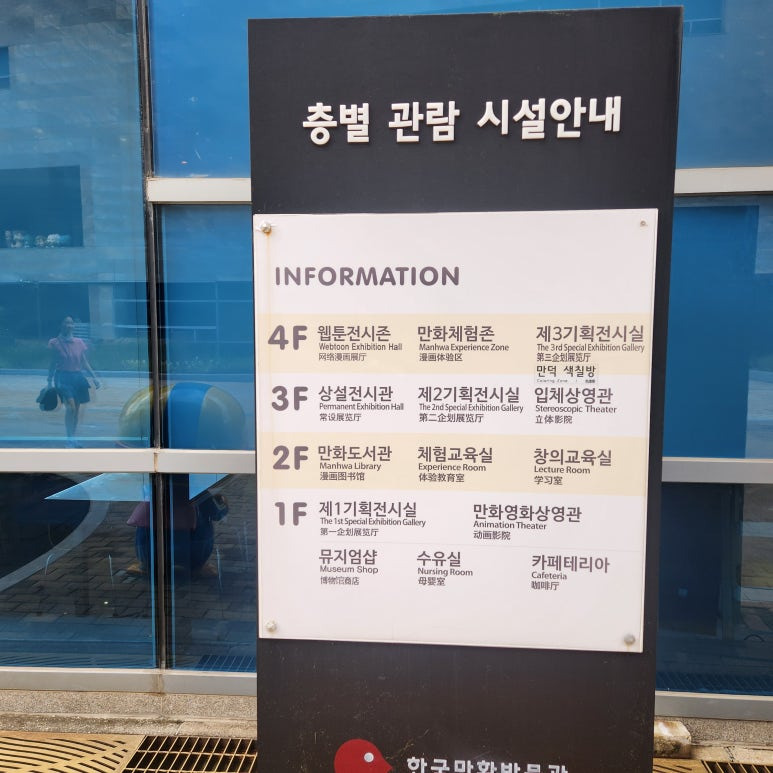 층별 관람 시설안내
INFORMATION
4F 웹툰전시존 만화체험존 제3기획전시실
Webtoon Exhibition Hall Manhwa Experience Zone The 3rd Special Exhibition Gallery
网络漫画展厅 漫画体验区 第三企划展览厅
만덕 색칠방
Coloring Zone /
3F 상설전시관 제2기획전시실 입체상영관
Permanent Exhibition Hall The 2nd Special Exhibition Gallery Stereoscopic Theater
常设展览厅 第二企划展览厅 立体影院
2F 만화도서관 체험교육실 창의교육실
Manhwa Library Experience Room Lecture Room
漫画图书馆 体验教育室 学习室
1F 제1기획전시실 만화영화상영관
The 1st Special Exhibition Gallery Animation Theater
第一企划展览厅 动画影院
뮤지엄샵 수유실 카페테리아
Museum Shop Nursing Room Cafeteria
博物馆商店 母婴室 咖啡厅
한국만화박물관